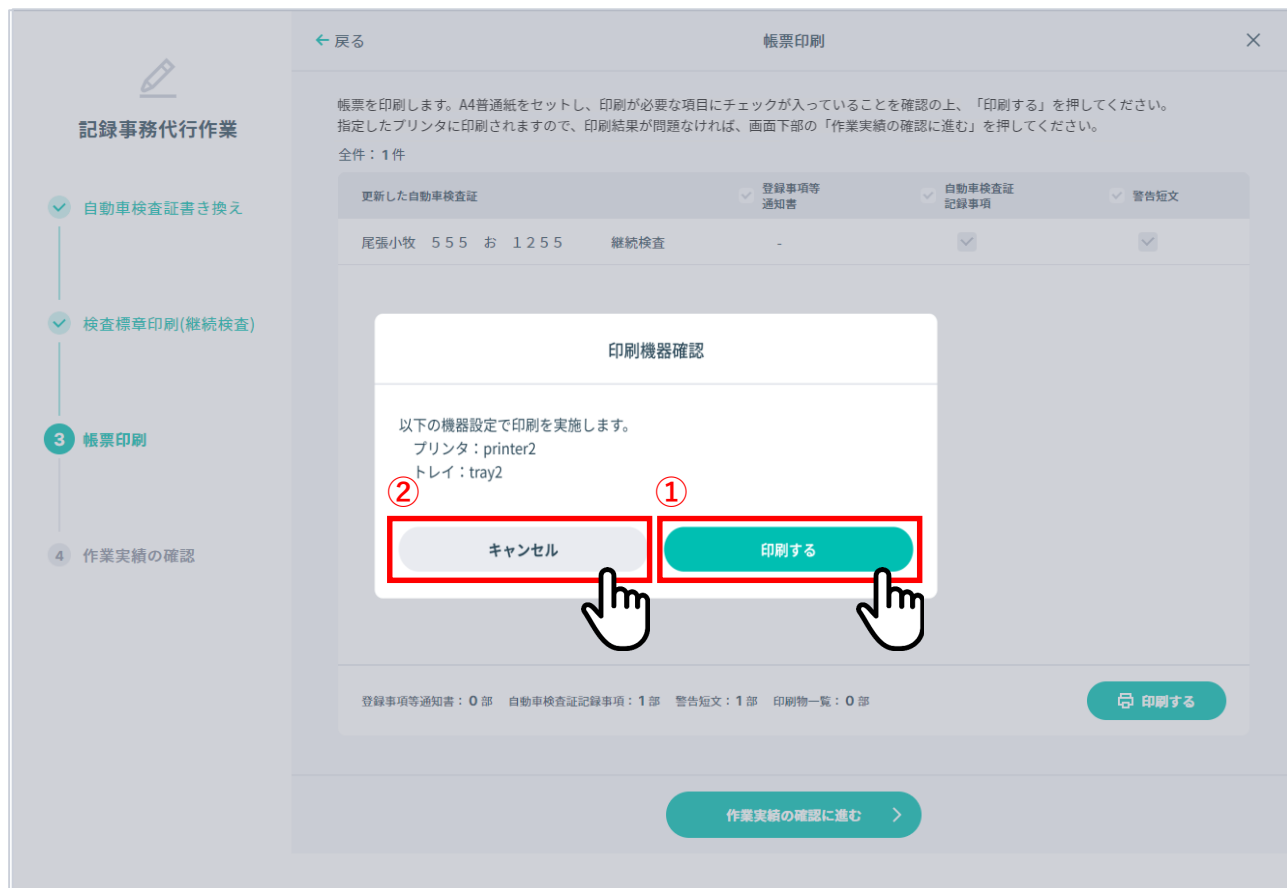 記録事務代行作業
自動車検査証書き換え
検査標章印刷(継続検査)
3 帳票印刷
4 作業実績の確認
← 戻る
帳票印刷
帳票を印刷します。A4普通紙をセットし、印刷が必要な項目にチェックが入っていることを確認の上、「印刷する」を押してください。
指定したプリンタに印刷されますので、印刷結果が問題なければ、画面下部の「作業実績の確認に進む」を押してください。
全件：1件
更新した自動車検査証 登録事項等 自動車検査証 警告短文
通知書 記録事項
尾張小牧 ５５５ お １２５５ 継続検査 -
印刷機器確認
以下の機器設定で印刷を実施します。
プリンタ：printer2
トレイ：tray2
② ①
キャンセル 印刷する
登録事項等通知書：0 部 自動車検査証記録事項：1 部 警告短文：1 部 印刷物一覧：0 部
印刷する
作業実績の確認に進む